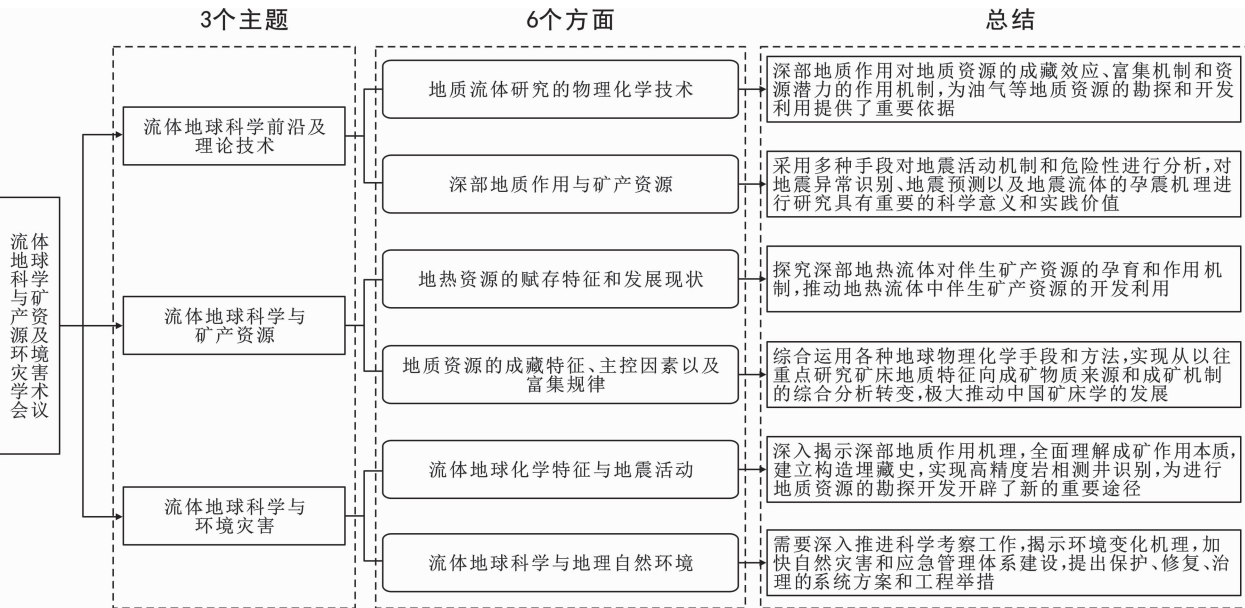 3个主题
6个方面
总结
流体地球科学与矿产资源及环境灾害学术会议
流体地球科学前沿及
理论技术
流体地球科学与
矿产资源
流体地球科学与
环境灾害
地质流体研究的物理化学技术
深部地质作用与矿产资源
地热资源的赋存特征和发展现状
地质资源的成藏特征、主控因素以及
富集规律
流体地球化学特征与地震活动
流体地球科学与地理自然环境
深部地质作用对地质资源的成藏效应、富集机制和资
源潜力的作用机制,为油气等地质资源的勘探和开发
利用提供了重要依据
采用多种手段对地震活动机制和危险性进行分析,对
地震异常识别、地震预测以及地震流体的孕震机理进
行研究具有重要的科学意义和实践价值
探究深部地热流体对伴生矿产资源的孕育和作用机
制,推动地热流体中伴生矿产资源的开发利用
综合运用各种地球物理化学手段和方法,实现从以往
重点研究矿床地质特征向成矿物质来源和成矿机制
的综合分析转变,极大推动中国矿床学的发展
深入揭示深部地质作用机理,全面理解成矿作用本质,
建立构造埋藏史,实现高精度岩相测井识别,为进行
地质资源的勘探开发开辟了新的重要途径
需要深入推进科学考察工作,揭示环境变化机理,加
快自然灾害和应急管理体系建设,提出保护、修复、治
理的系统方案和工程举措